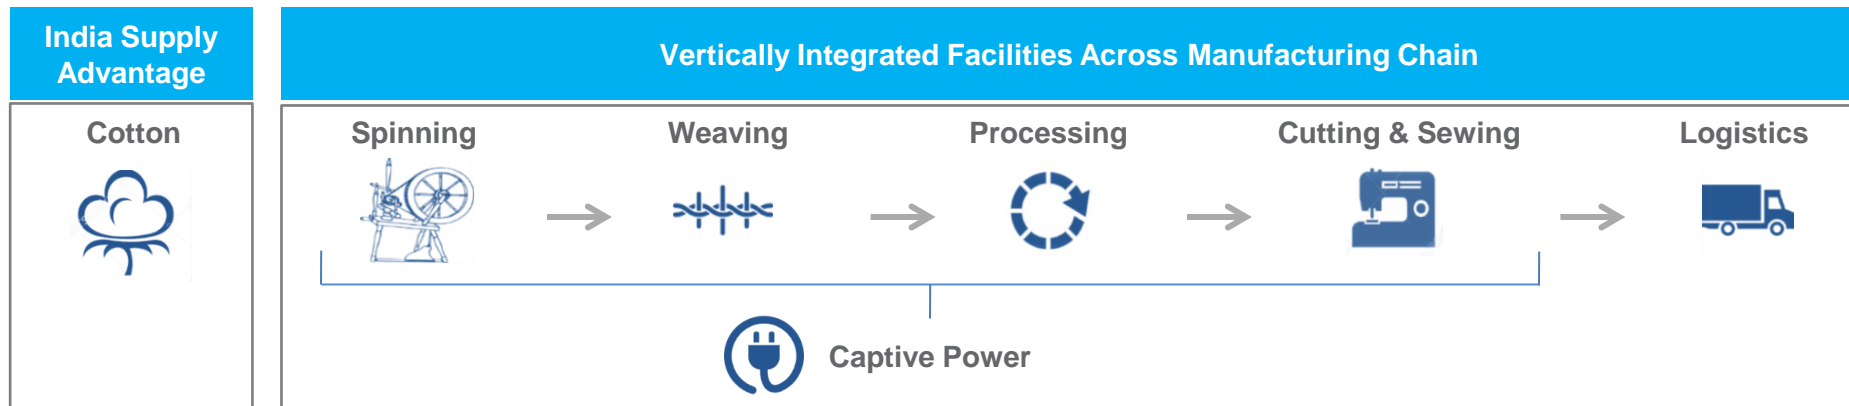 India Supply
Advantage
Vertically Integrated Facilities Across Manufacturing Chain
Cotton
Spinning
Weaving
Processing
Cutting & Sewing
Logistics
Captive Power